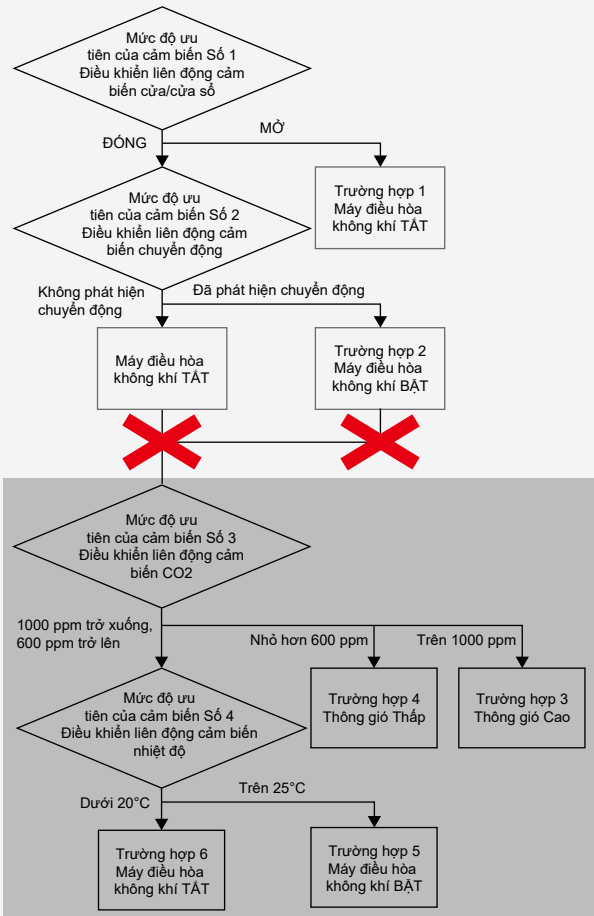 Mức độ ưu
tiên của cảm biến Số 1
Điều khiển liên động cảm
biến cửa/cửa sổ
ĐÓNG
MỞ
Trường hợp 1
Máy điều hòa
không khí TẮT
Mức độ ưu
tiên của cảm biến Số 2
Điều khiển liên động cảm
biến chuyển động
Không phát hiện
chuyển động
Đã phát hiện chuyển động
Máy điều hòa
không khí TẮT
Trường hợp 2
Máy điều hòa
không khí BẬT
Mức độ ưu
tiên của cảm biến Số 3
Điều khiển liên động cảm
biến CO2
1000 ppm trở xuống,
600 ppm trở lên
Nhỏ hơn 600 ppm
Trên 1000 ppm
Trường hợp 4
Thông gió Thấp
Trường hợp 3
Thông gió Cao
Mức độ ưu
tiên của cảm biến Số 4
Điều khiển liên động cảm biến
nhiệt độ
Dưới 20°C
Trên 25°C
Trường hợp 6
Máy điều hòa
không khí TẮT
Trường hợp 5
Máy điều hòa
không khí BẬT